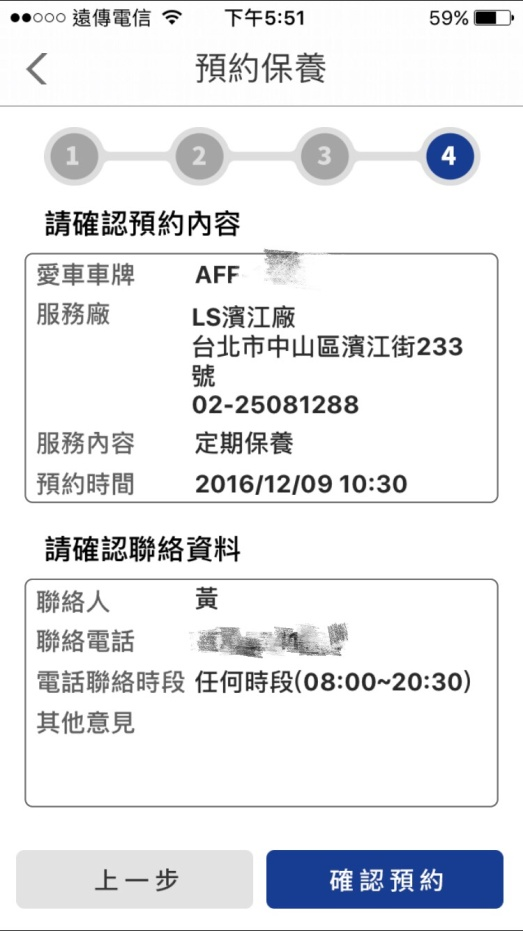 遠傳電信 下午5:51 59%
預約保養
1 2 3 4
請確認預約內容
愛車車牌 AFF
服務廠 LS濱江廠
台北市中山區濱江街233
號
02-25081288
服務內容 定期保養
預約時間 2016/12/09 10:30
請確認聯絡資料
聯絡人 黃
聯絡電話
電話聯絡時段 任何時段(08:00~20:30)
其他意見
上一步 確認預約